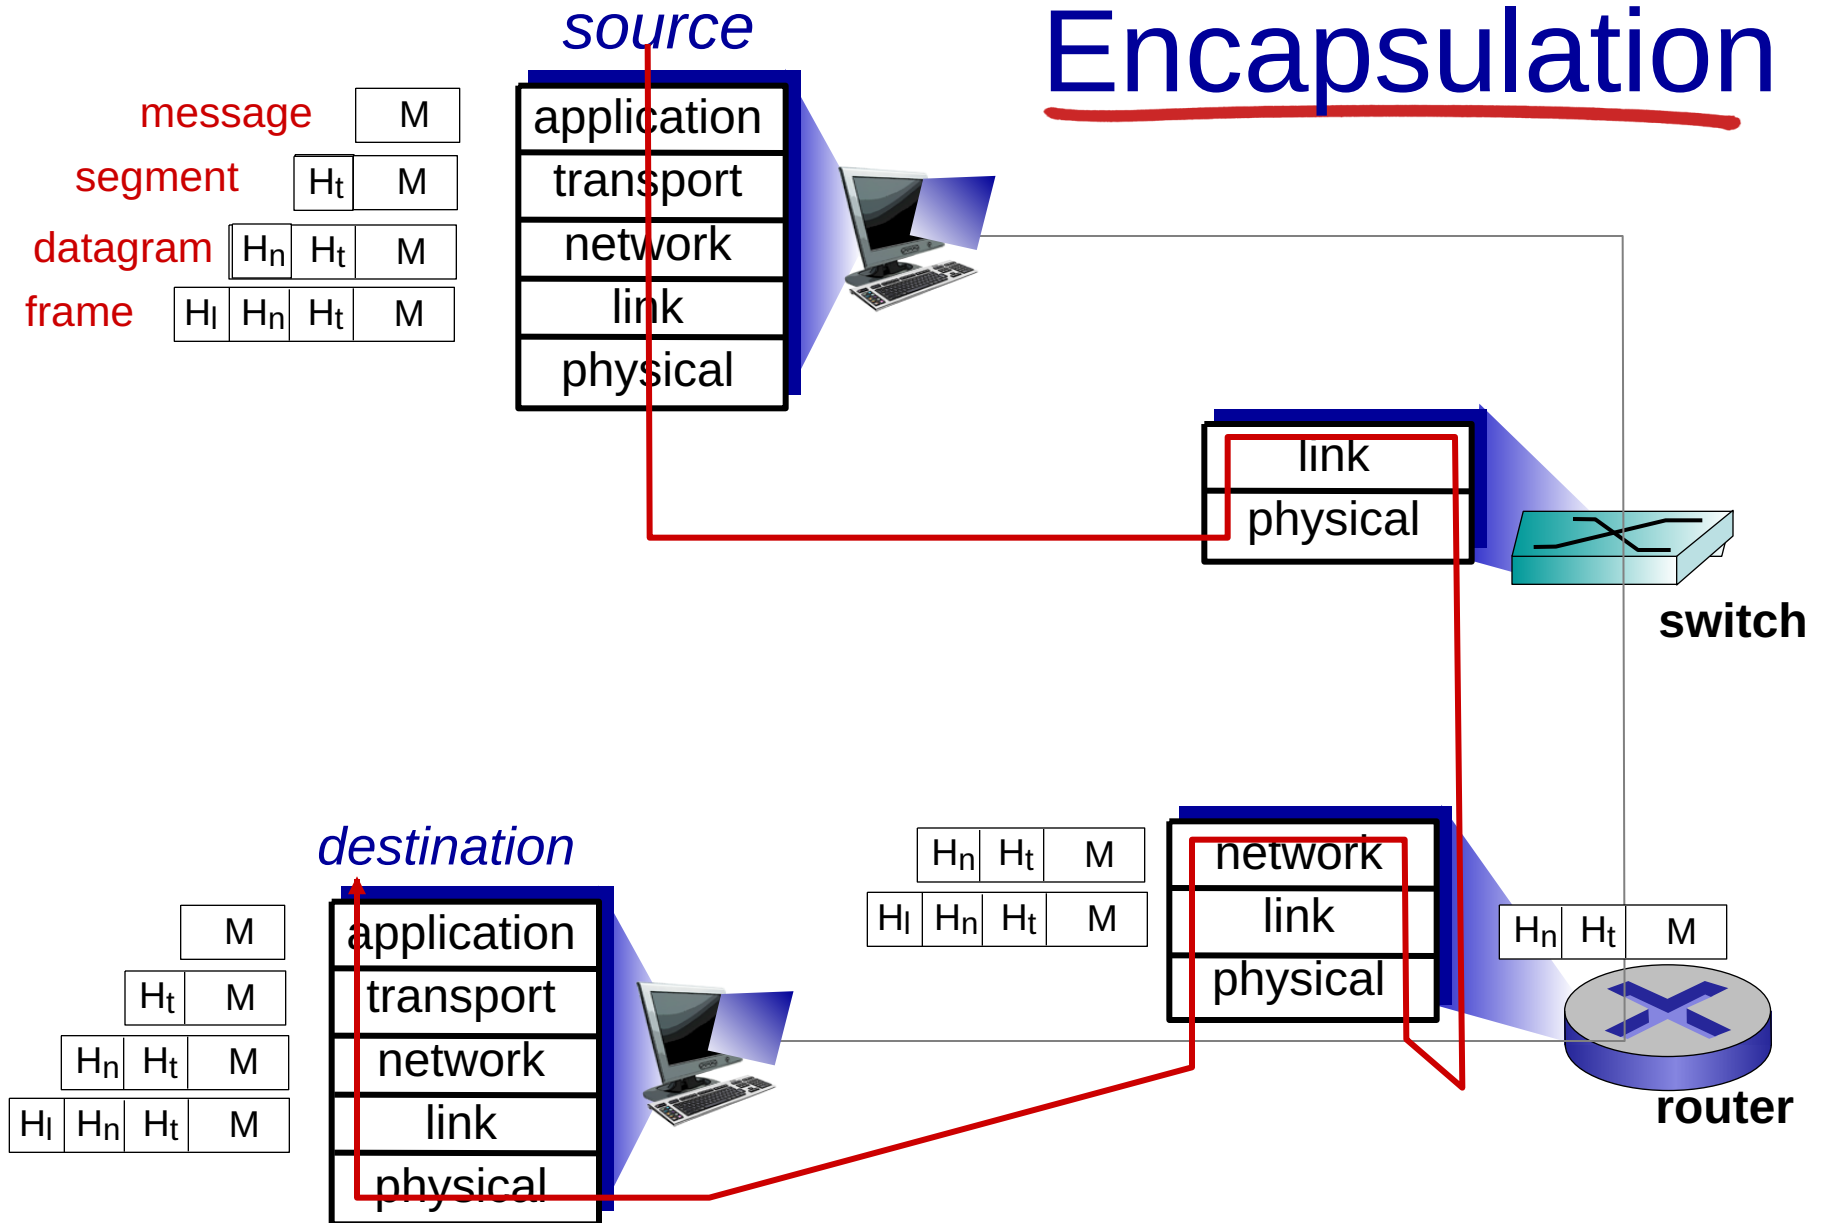 source
Encapsulation
message M
segment Ht M
datagram Hn Ht M
frame Hl Hn Ht M
application
transport
network
link
physical
link
physical
switch
destination
M
Ht M
Hn Ht M
Hl Hn Ht M
application
transport
network
link
physical
Hn Ht M
Hl Hn Ht M
network
link
physical
Hn Ht M
router